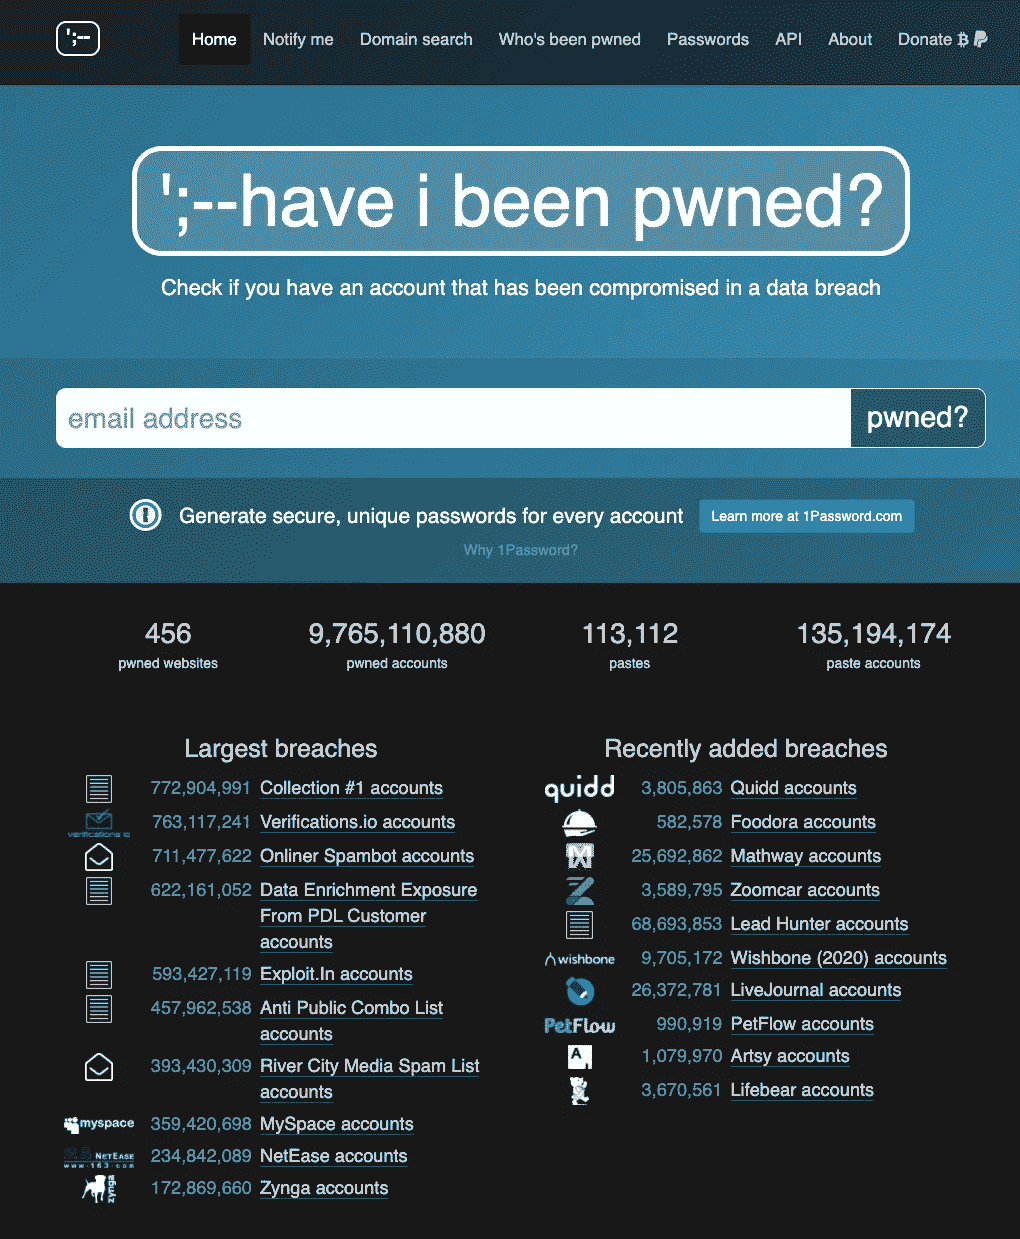 ';--
Home Notify me Domain search Who's been pwned Passwords API About Donate
';--have i been pwned?
Check if you have an account that has been compromised in a data breach
email address pwned?
Generate secure, unique passwords for every account Learn more at 1Password.com
Why 1Password?
456 9,765,110,880 113,112 135,194,174
pwned websites pwned accounts pastes paste accounts
Largest breaches
772,904,991 Collection #1 accounts
verifications.io 763,117,241 Verifications.io accounts
711,477,622 Onliner Spambot accounts
622,161,052 Data Enrichment Exposure
From PDL Customer
accounts
593,427,119 Exploit.In accounts
457,962,538 Anti Public Combo List
accounts
393,430,309 River City Media Spam List
accounts
myspace 359,420,698 MySpace accounts
NetEase
www.163.com 234,842,089 NetEase accounts
zynga 172,869,660 Zynga accounts
Recently added breaches
quidd 3,805,863 Quidd accounts
582,578 Foodora accounts
25,692,862 Mathway accounts
3,589,795 Zoomcar accounts
68,693,853 Lead Hunter accounts
wishbone 9,705,172 Wishbone (2020) accounts
26,372,781 LiveJournal accounts
PetFlow 990,919 PetFlow accounts
A 1,079,970 Artsy accounts
3,670,561 Lifebear accounts